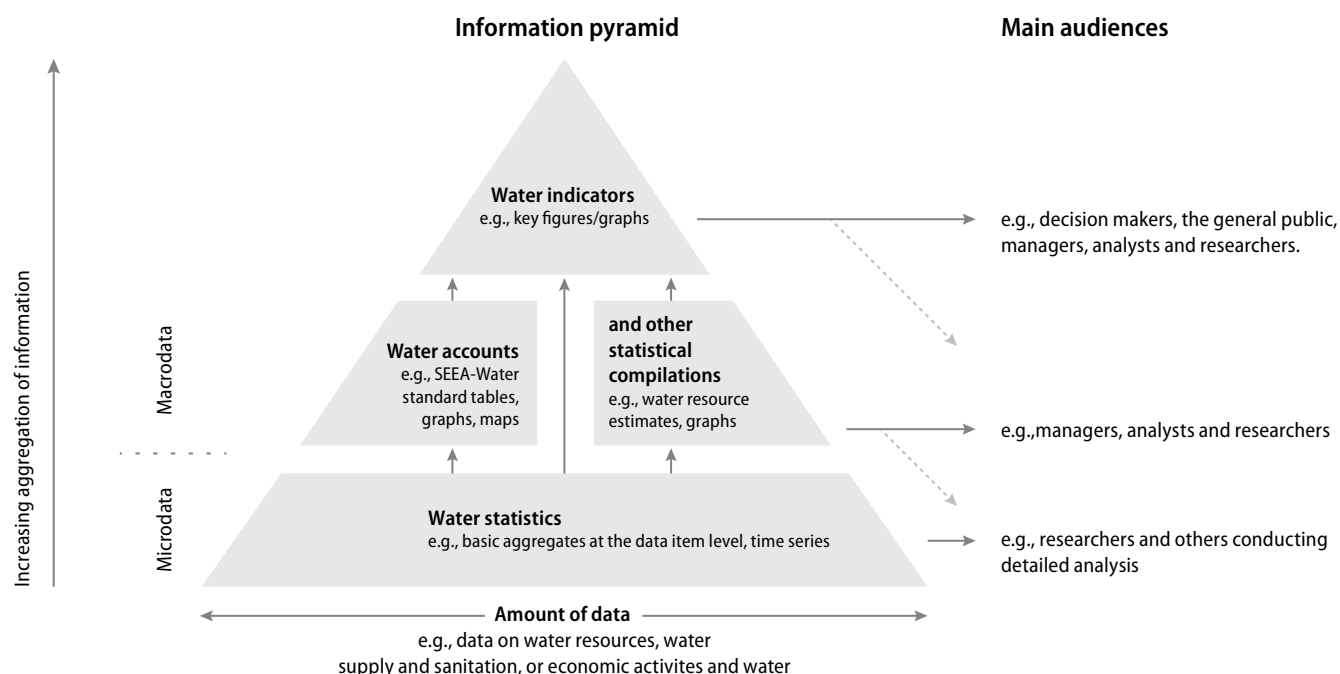 Information pyramid
Main audiences
Increasing aggregation of information
Macrodata
Microdata
Water indicators
e.g., key figures/graphs
e.g., decision makers, the general public,
managers, analysts and researchers.
Water accounts
e.g., SEEA-Water
standard tables,
graphs, maps
and other
statistical
compilations
e.g., water resource
estimates, graphs
e.g.,managers, analysts and researchers
Water statistics
e.g., basic aggregates at the data item level, time series
e.g., researchers and others conducting
detailed analysis
Amount of data
e.g., data on water resources, water
supply and sanitation, or economic activites and water